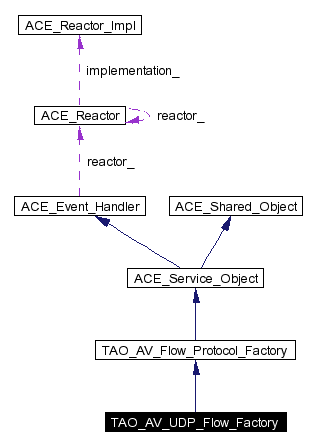 ACE_Reactor_Impl
implementation_
ACE_Reactor
reactor_
reactor_
ACE_Event_Handler
ACE_Shared_Object
ACE_Service_Object
TAO_AV_Flow_Protocol_Factory
TAO_AV_UDP_Flow_Factory